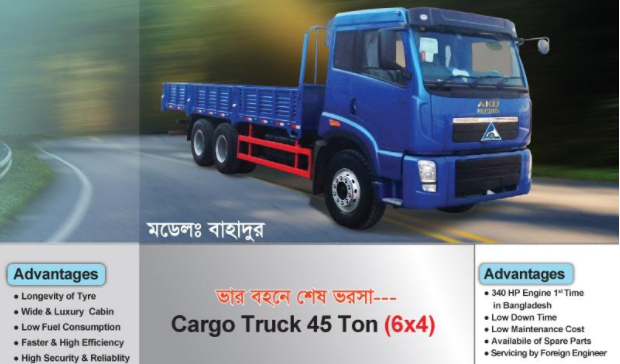 AKIJ
মডেলঃ বাহাদুর
Advantages
• Longevity of Tyre
• Wide & Luxury Cabin
• Low Fuel Consumption
• Faster & High Efficiency
• High Security & Reliablity
ভার বহনে শেষ ভরসা---
Cargo Truck 45 Ton (6x4)
Advantages
• 340 HP Engine 1st Time
in Bangladesh
• Low Down Time
• Low Maintenance Cost
• Availabile of Spare Parts
• Servicing by Foreign Engineer